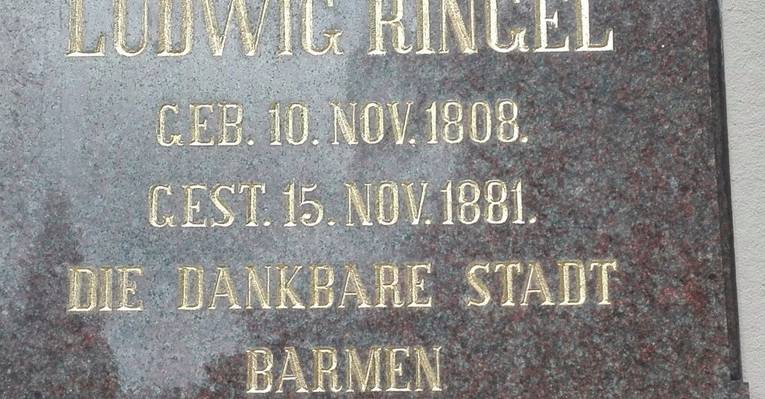 LUDWIG RINGEL
GEB. 10. NOV. 1808.
GEST. 15. NOV. 1881.
DIE DANKBARE STADT
BARMEN